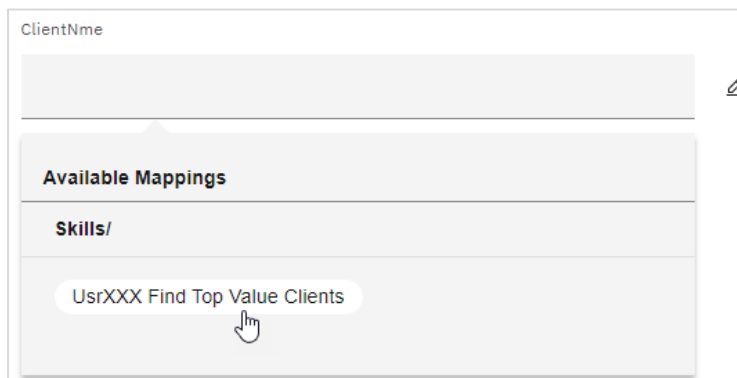 ClientNme
Available Mappings
Skills/
UsrXXX Find Top Value Clients